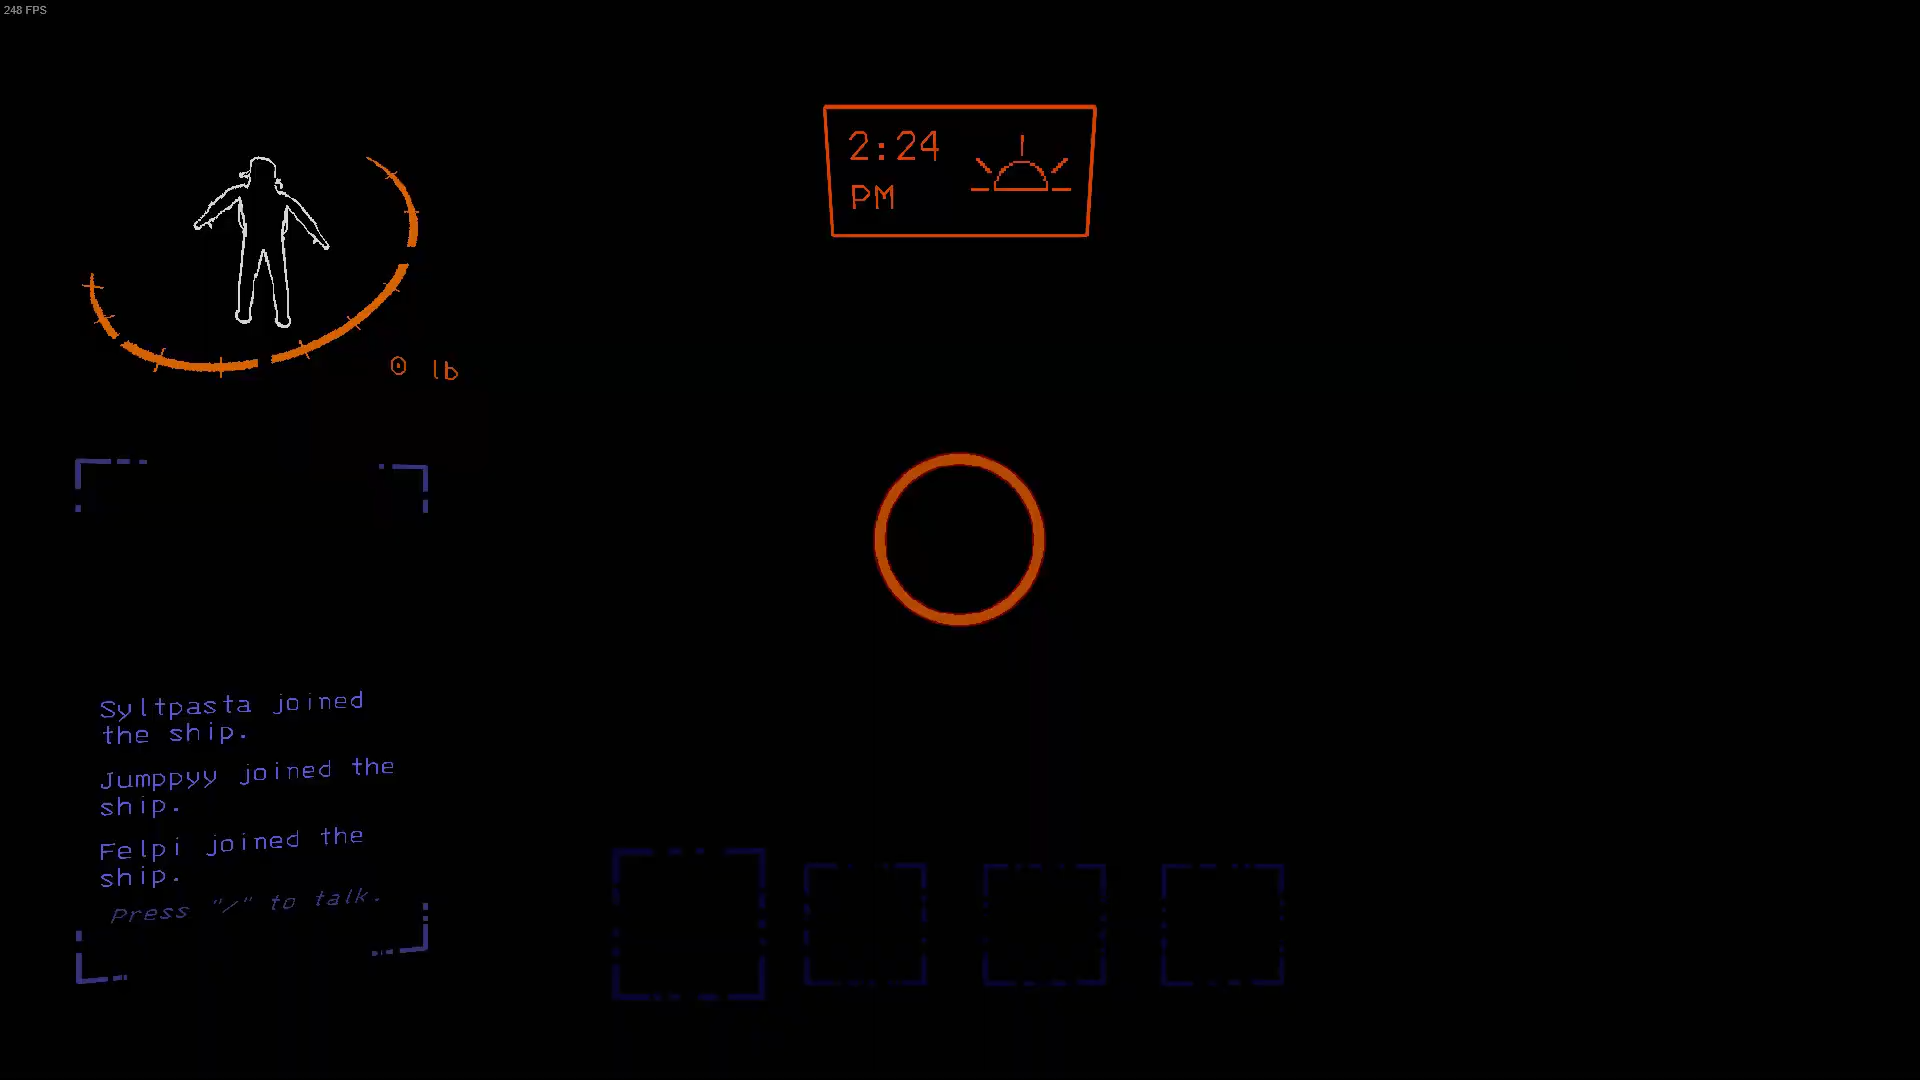 248 FPS
2:24
PM
0 lb
Syltpasta joined
the ship.
Jumppyy joined the
ship.
Felpi joined the
ship.
Press "/" to talk.